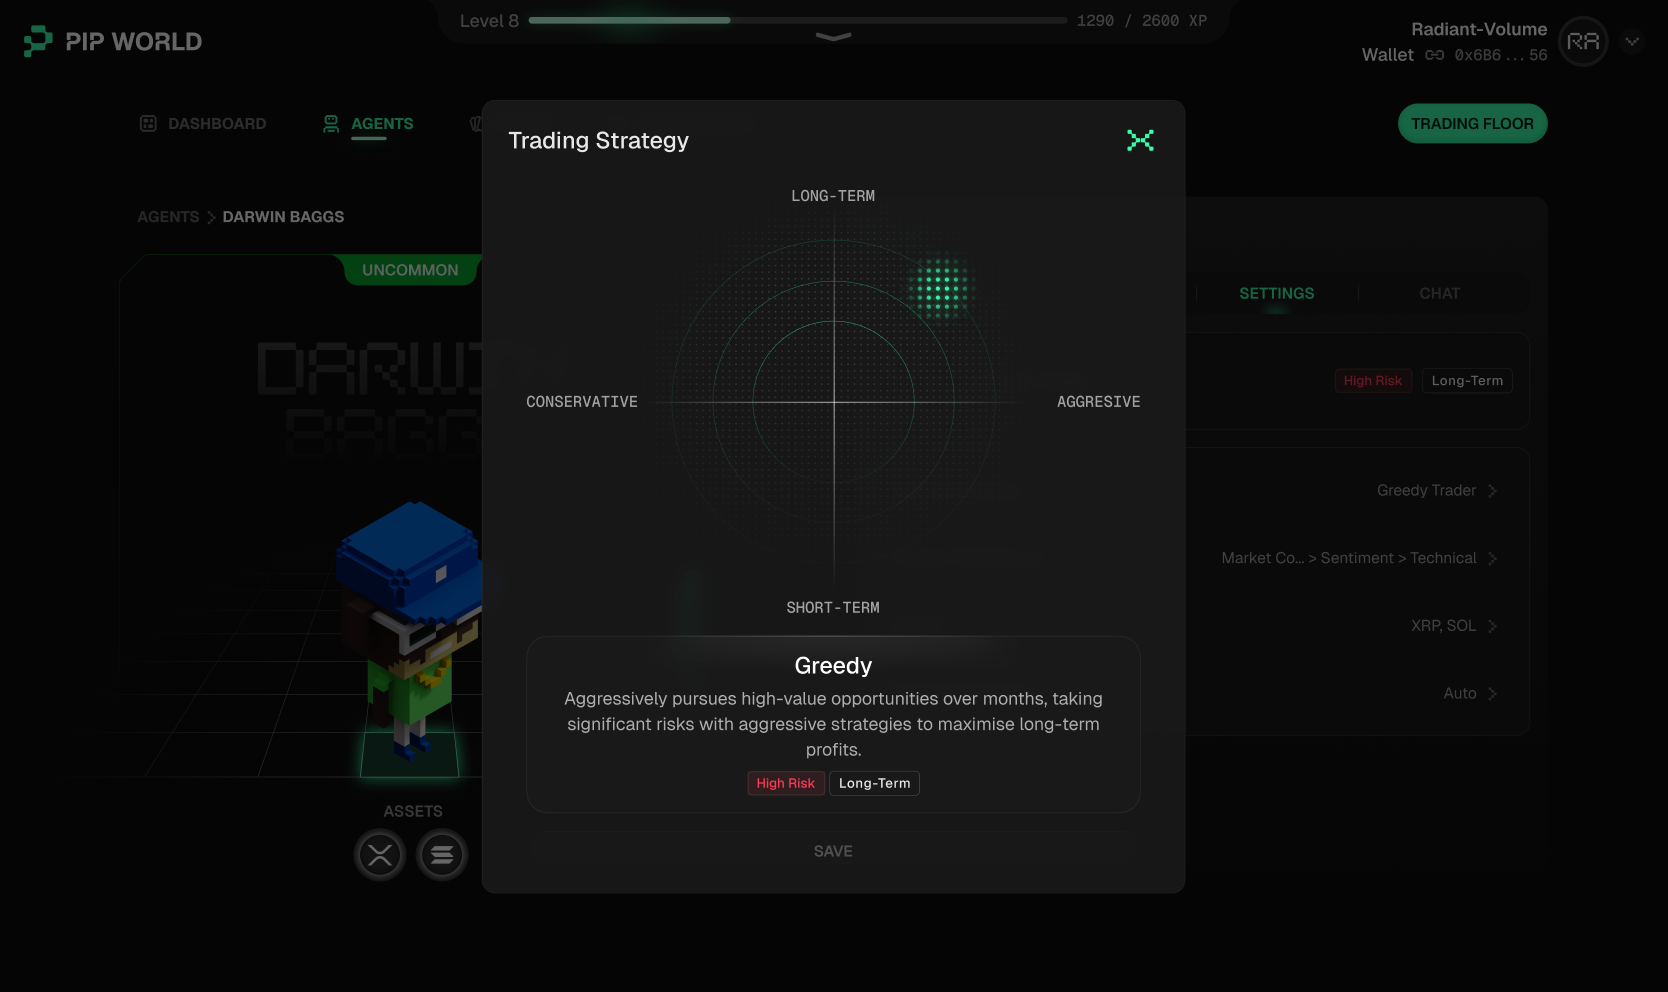 PIP WORLD
Level 8
1290 / 2600 XP
Radiant-Volume
Wallet 0x6B6...56
RA
DASHBOARD
AGENTS
TRADING FLOOR
Trading Strategy
AGENTS > DARWIN BAGGS
UNCOMMON
DARWIN
BAGG
LONG-TERM
CONSERVATIVE
AGGRESIVE
SHORT-TERM
SETTINGS
CHAT
High Risk
Long-Term
Greedy Trader
Market Co... > Sentiment > Technical
XRP, SOL
Auto
Greedy
Aggressively pursues high-value opportunities over months, taking
significant risks with aggressive strategies to maximise long-term
profits.
High Risk
Long-Term
SAVE
ASSETS